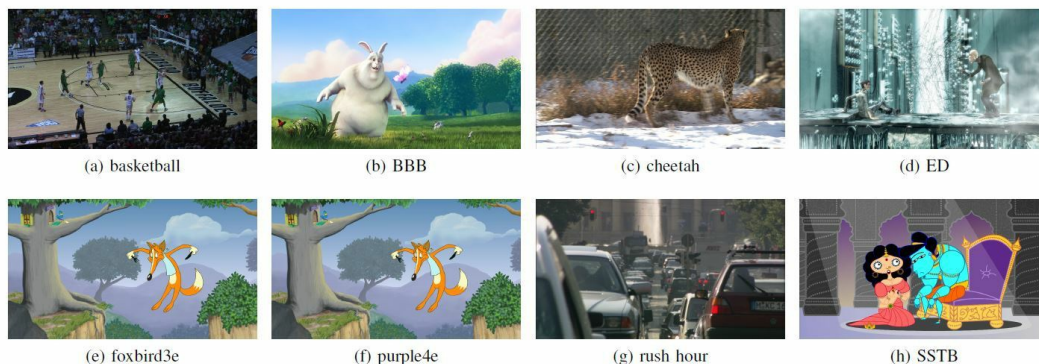 (a) basketball
(b) BBB
(c) cheetah
(d) ED
(e) foxbird3e
(f) purple4e
(g) rush hour
(h) SSTB